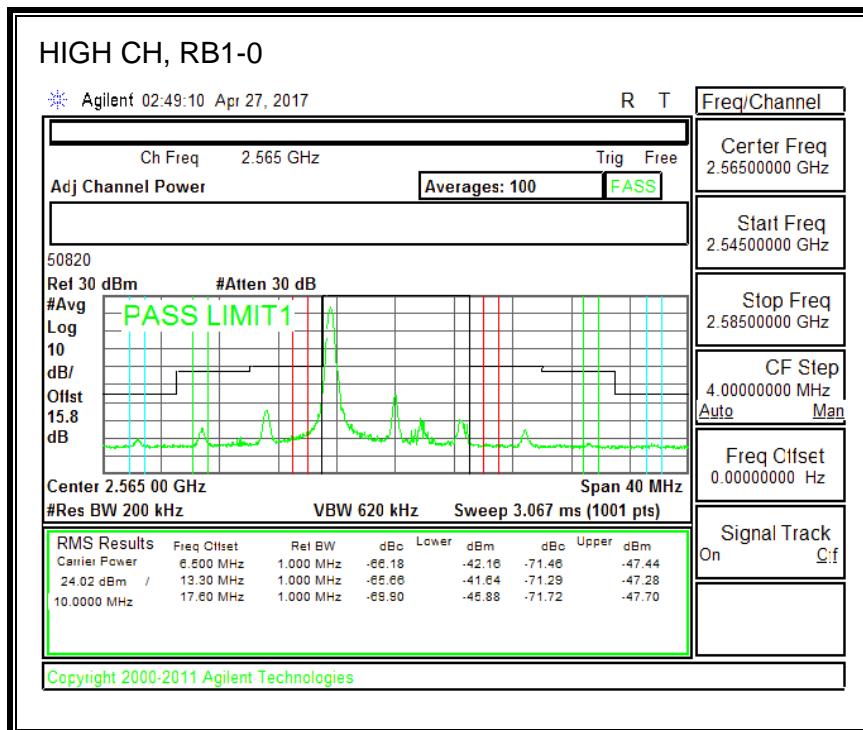 HIGH CH, RB1-0
Agilent 02:49:10 Apr 27, 2017 R T
Freq/Channel
Ch Freq 2.565 GHz Trig Free
Adj Channel Power Averages: 100 PASS
Center Freq
2.56500000 GHz
Start Freq
2.54500000 GHz
Stop Freq
2.58500000 GHz
CF Step
4.00000000 MHz
Auto Man
Freq Offset
0.00000000 Hz
Signal Track
On Off
50820
Ref 30 dBm #Atten 30 dB
#Avg
Log
10
dB/
Offst
15.8
dB
PASS LIMIT1
Center 2.565 00 GHz Span 40 MHz
#Res BW 200 kHz VBW 620 kHz Sweep 3.067 ms (1001 pts)
RMS Results Freq Offset Ref BW dBc Lower dBm dBc Upper dBm
Carrier Power 6.500 MHz 1.000 MHz -66.18 -42.16 -71.46 -47.44
24.02 dBm / 13.30 MHz 1.000 MHz -65.66 -41.64 -71.29 -47.28
10.0000 MHz 17.60 MHz 1.000 MHz -69.90 -45.88 -71.72 -47.70
Copyright 2000-2011 Agilent Technologies